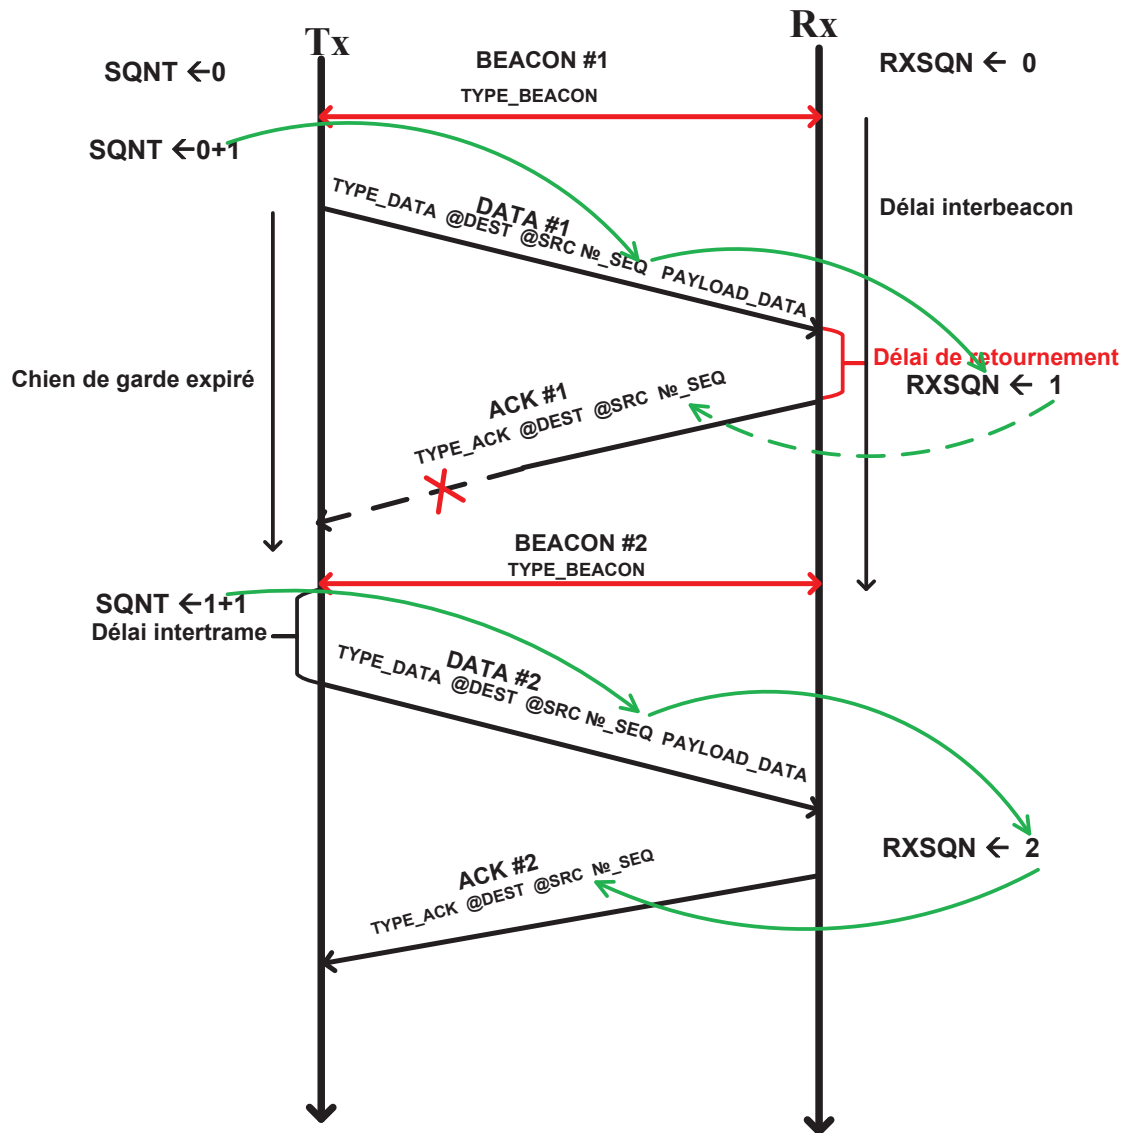 Tx
Rx
SQNT ←0
BEACON #1
RXSQN ← 0
TYPE_BEACON
SQNT ←0+1
DATA #1
TYPE_DATA @DEST @SRC №_SEQ PAYLOAD_DATA
Délai interbeacon
Délai de retournement
Chien de garde expiré
RXSQN ← 1
ACK #1
TYPE_ACK @DEST @SRC №_SEQ
BEACON #2
TYPE_BEACON
SQNT ←1+1
Délai intertrame
DATA #2
TYPE_DATA @DEST @SRC №_SEQ PAYLOAD_DATA
RXSQN ← 2
ACK #2
TYPE_ACK @DEST @SRC №_SEQ